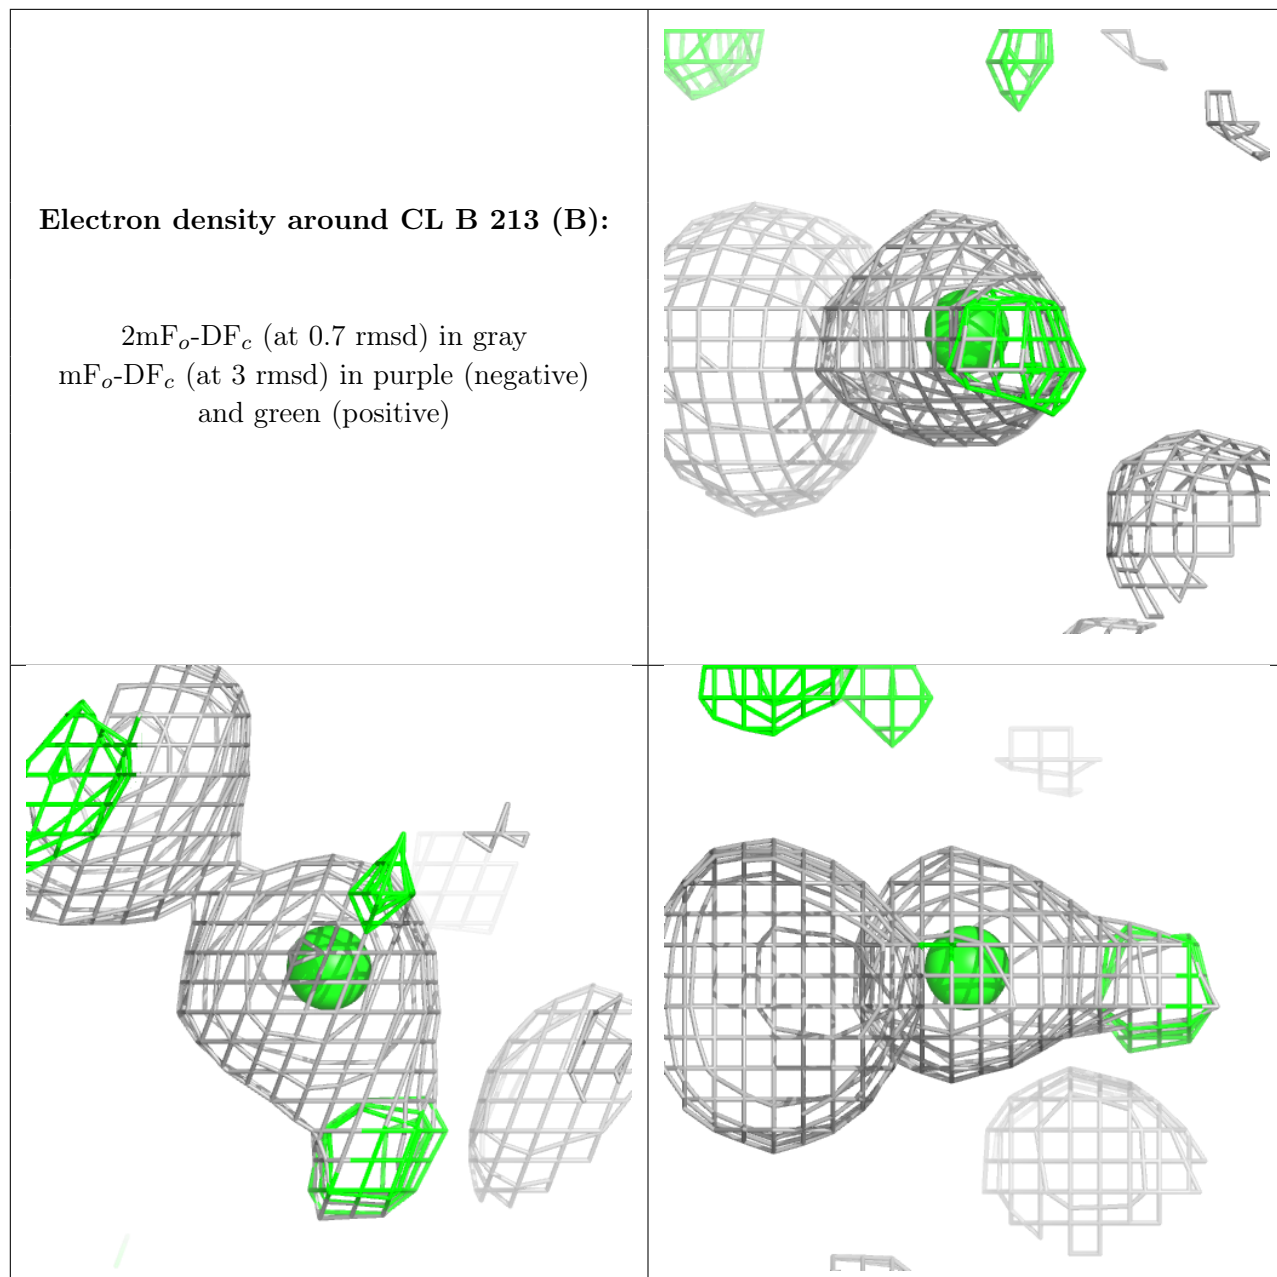 Electron density around CL B 213 (B):
2mFo-DFc (at 0.7 rmsd) in gray
mFo-DFc (at 3 rmsd) in purple (negative)
and green (positive)